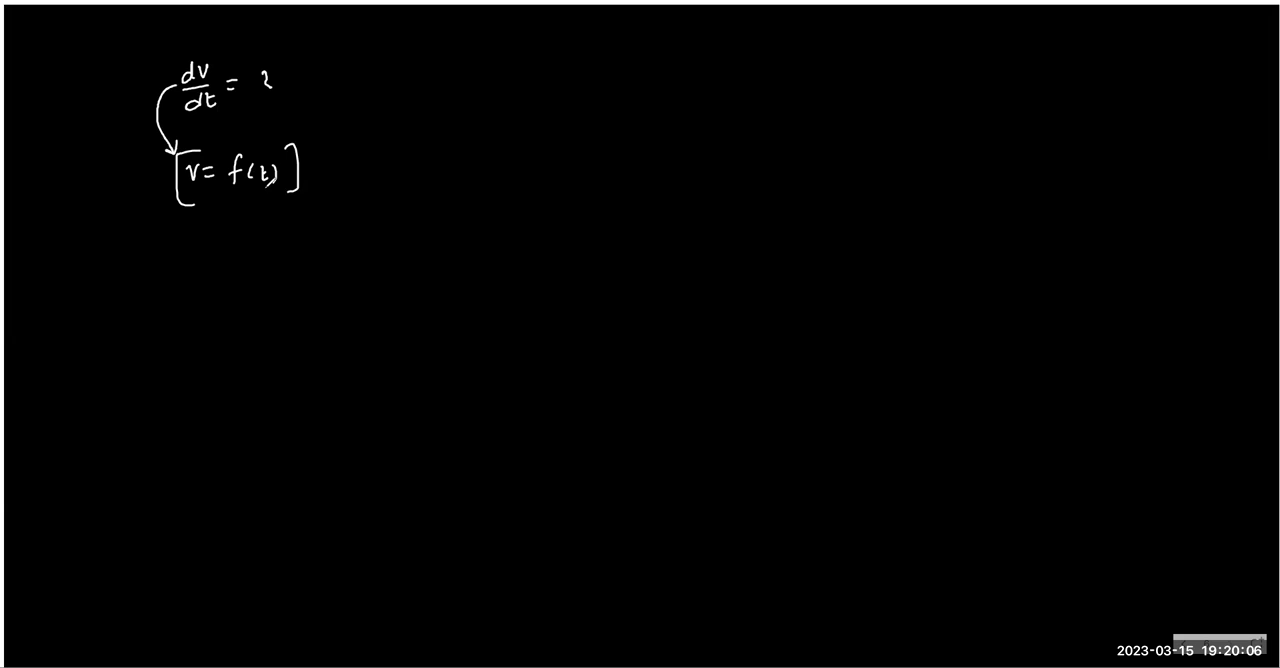 dv/dt = ?
[v = f(t)]
2023-03-15 19:20:06